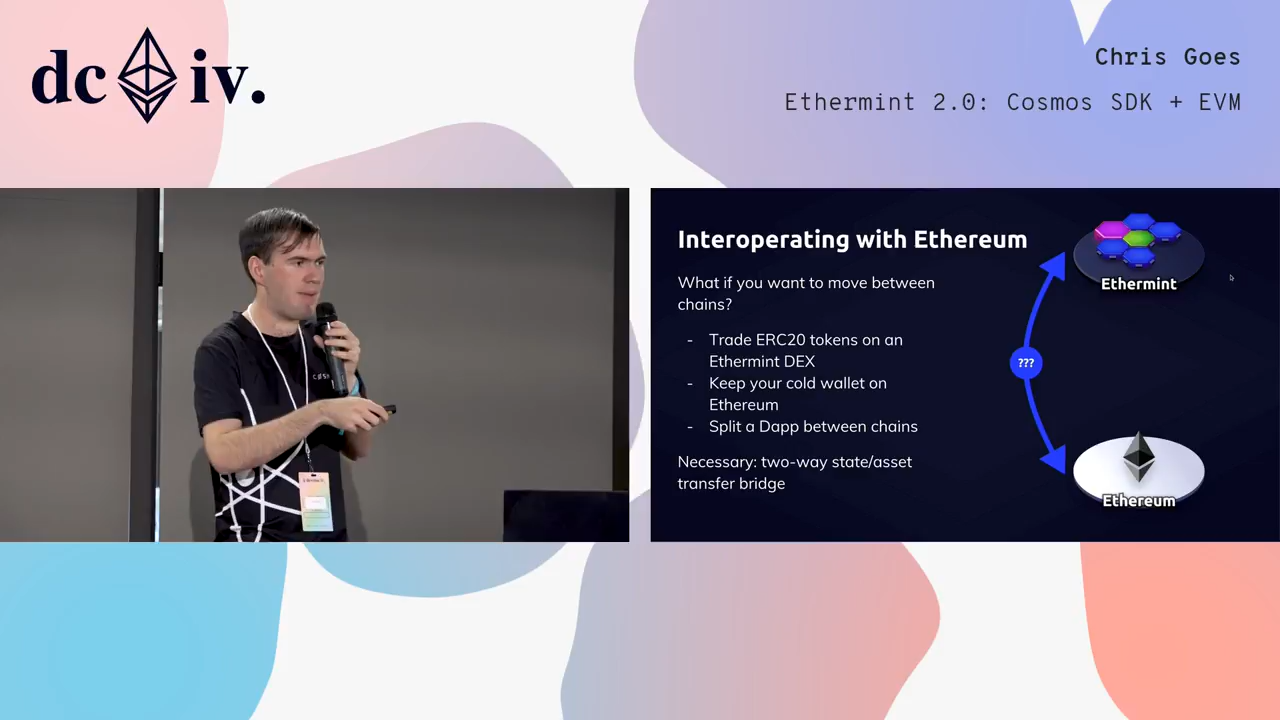 dc iv.
Chris Goes
Ethermint 2.0: Cosmos SDK + EVM
Interoperating with Ethereum
What if you want to move between
chains?
- Trade ERC20 tokens on an
Ethermint DEX
- Keep your cold wallet on
Ethereum
- Split a Dapp between chains
Necessary: two-way state/asset
transfer bridge
Ethermint
???
Ethereum